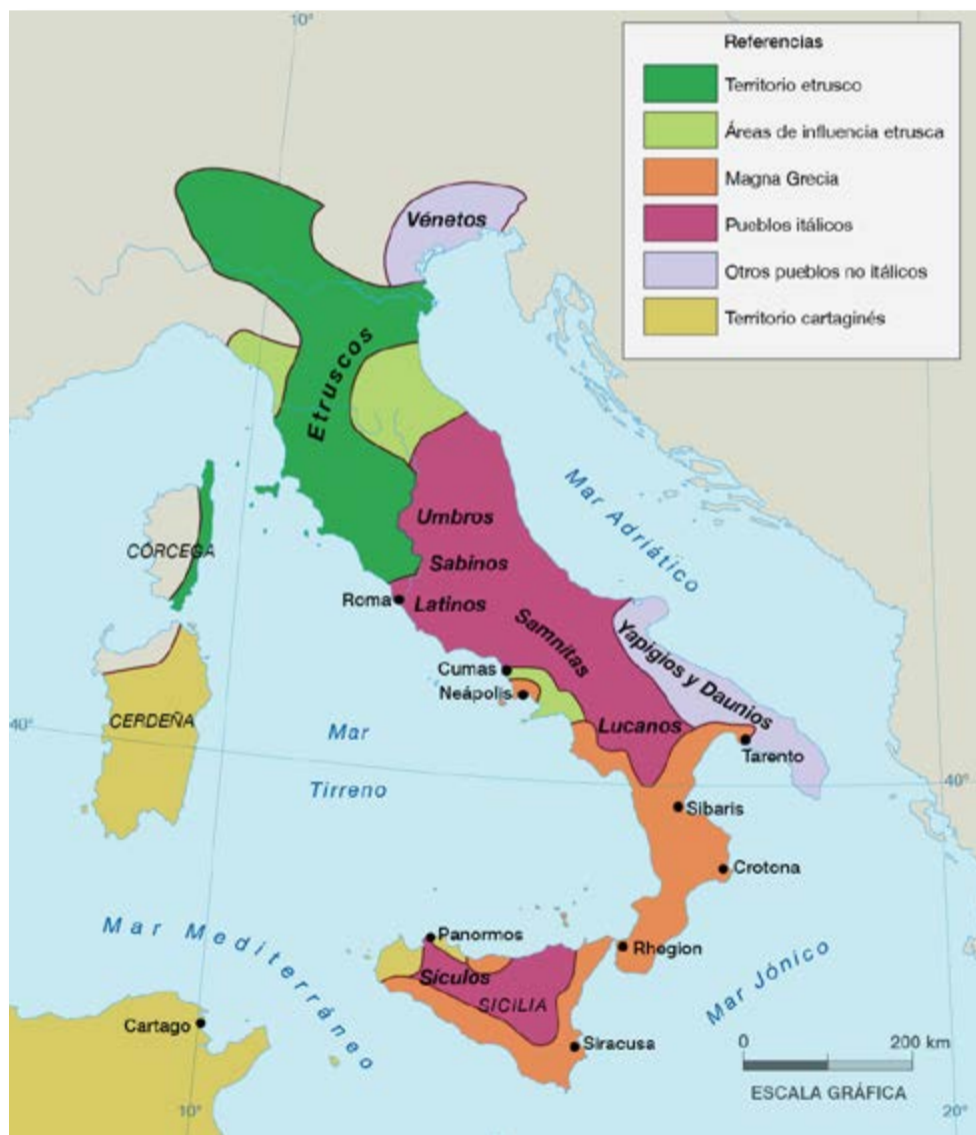 10°
Referencias
Territorio etrusco
Áreas de influencia etrusca
Magna Grecia
Pueblos itálicos
Otros pueblos no itálicos
Territorio cartaginés
Vénetos
Etruscos
Mar Adriático
CÓRCEGA
Umbros
Sabinos
Roma
Latinos
Samnitas
Yapigios y Daunios
Cumas
Neápolis
CERDEÑA
40°
Mar
Tirreno
Lucanos
Tarento
40°
Sibaris
Crotona
Mar Mediterráneo
Panormos
Rhegion
Sículos
SICILIA
Mar Jónico
Cartago
Siracusa
0 200 km
ESCALA GRÁFICA
10°
20°